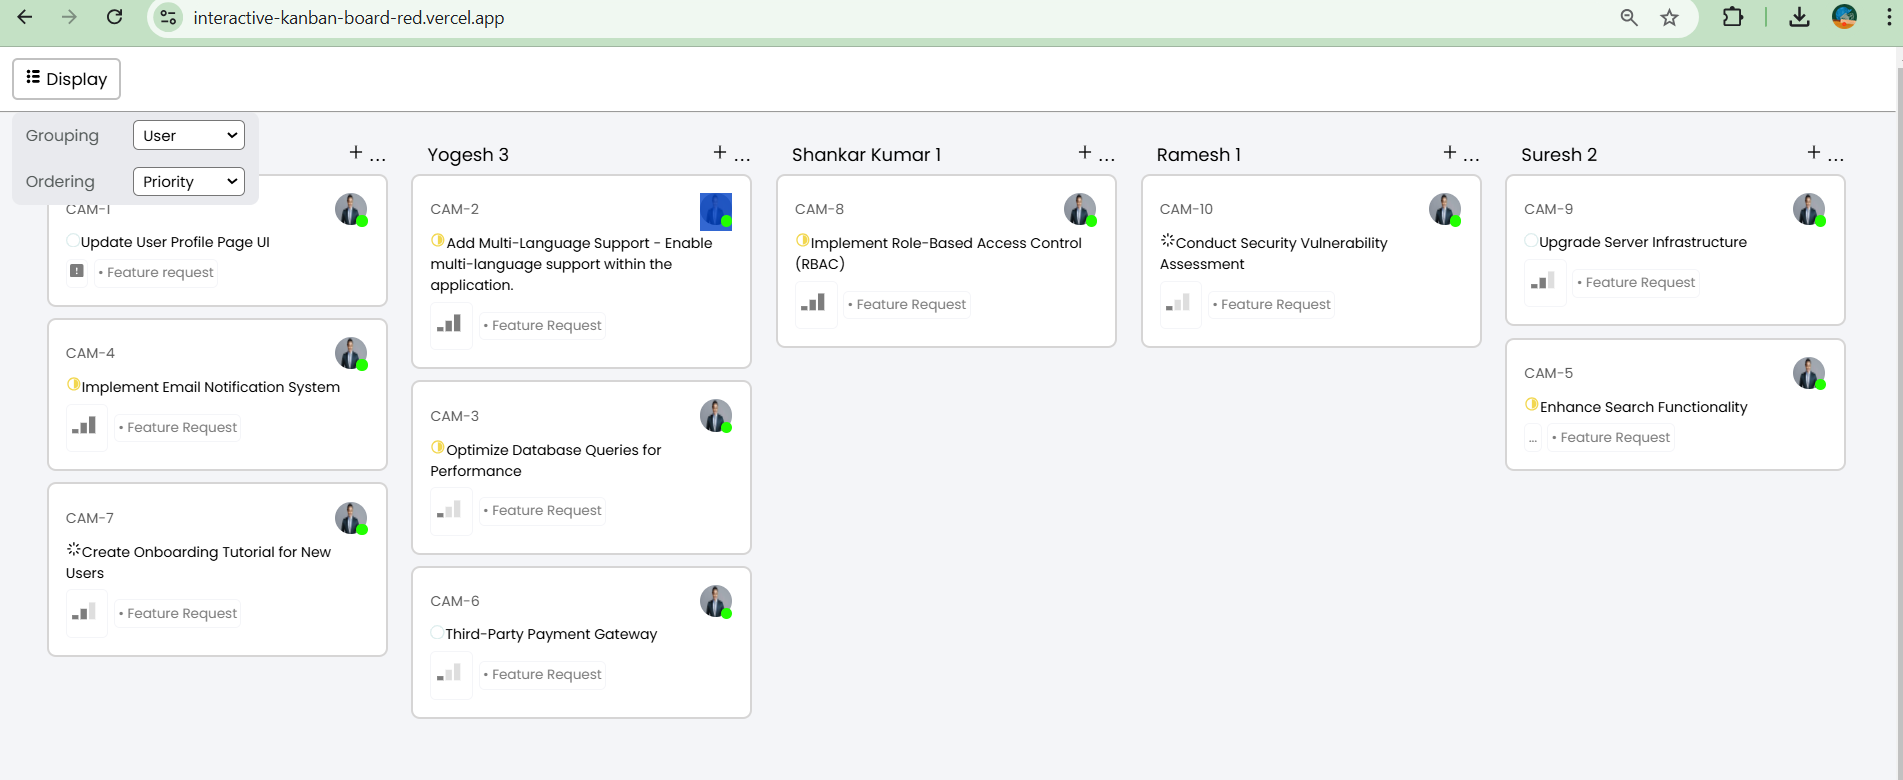 interactive-kanban-board-red.vercel.app
Display
Grouping User
Ordering Priority
+ ...
CAM-1
Update User Profile Page UI
• Feature request
CAM-4
Implement Email Notification System
• Feature Request
CAM-7
Create Onboarding Tutorial for New
Users
• Feature Request
Yogesh 3 + ...
CAM-2
Add Multi-Language Support - Enable
multi-language support within the
application.
• Feature Request
CAM-3
Optimize Database Queries for
Performance
• Feature Request
CAM-6
Third-Party Payment Gateway
• Feature Request
Shankar Kumar 1 + ...
CAM-8
Implement Role-Based Access Control
(RBAC)
• Feature Request
Ramesh 1 + ...
CAM-10
Conduct Security Vulnerability
Assessment
• Feature Request
Suresh 2 + ...
CAM-9
Upgrade Server Infrastructure
• Feature Request
CAM-5
Enhance Search Functionality
... • Feature Request